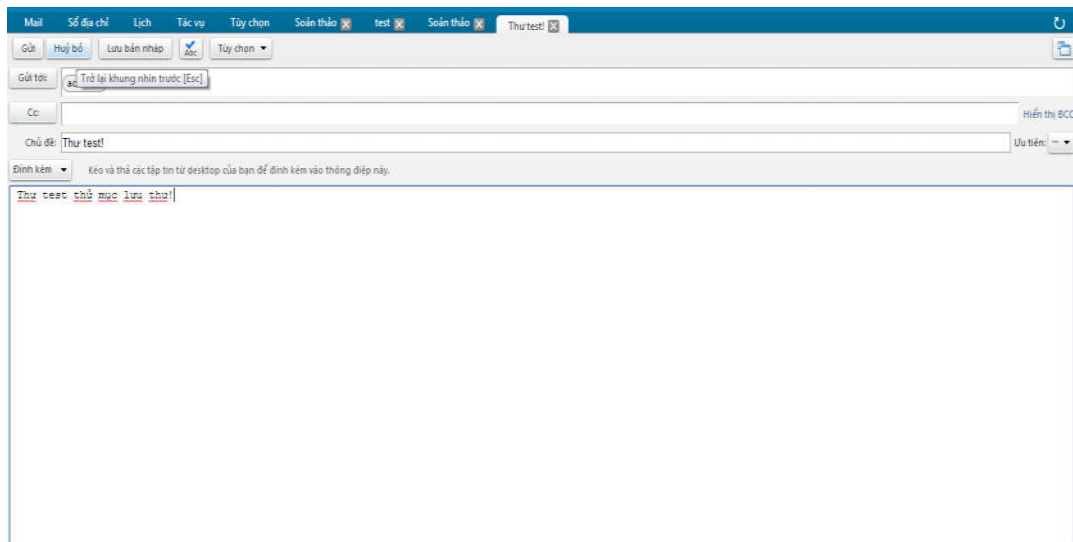 Mail Sổ địa chỉ Lịch Tác vụ Tùy chọn Soản thảo test Soản thảo Thư test!
Gửi Huỷ bỏ Lưu bản nháp Abc Tùy chọn
Gửi tới: Trở lại khung nhìn trước [Esc]
Cc: Hiển thị BCC
Chủ đề: Thư test! Ưu tiên:
Đính kèm Kéo và thả các tập tin từ desktop của bạn để đính kèm vào thông điệp này.
Thư test thử mục lưu thư!